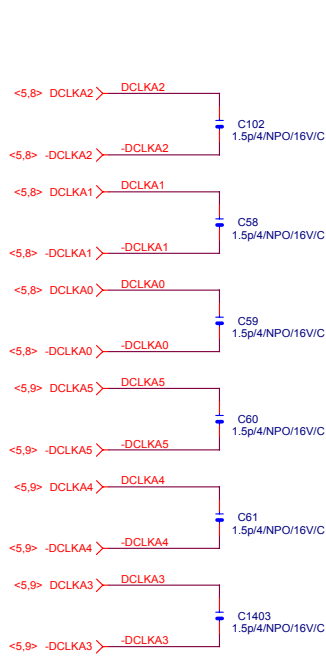 <5,8> DCLKA2 DCLKA2
C102
1.5p/4/NPO/16V/C
<5,8> -DCLKA2 -DCLKA2
<5,8> DCLKA1 DCLKA1
C58
1.5p/4/NPO/16V/C
<5,8> -DCLKA1 -DCLKA1
<5,8> DCLKA0 DCLKA0
C59
1.5p/4/NPO/16V/C
<5,8> -DCLKA0 -DCLKA0
<5,9> DCLKA5 DCLKA5
C60
1.5p/4/NPO/16V/C
<5,9> -DCLKA5 -DCLKA5
<5,9> DCLKA4 DCLKA4
C61
1.5p/4/NPO/16V/C
<5,9> -DCLKA4 -DCLKA4
<5,9> DCLKA3 DCLKA3
C1403
1.5p/4/NPO/16V/C
<5,9> -DCLKA3 -DCLKA3